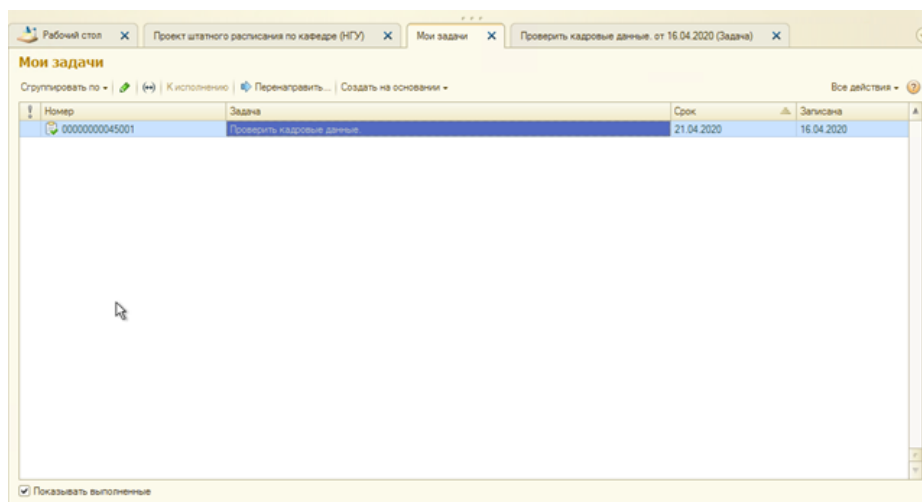 Рабочий стол Проект штатного расписания по кафедре (НГУ) Мои задачи Проверить кадровые данные. от 16.04.2020 (Задача)
Мои задачи
Сгруппировать по К исполнению Перенаправить... Создать на основании Все действия
Номер Задача Срок Записана
00000000045001 Проверить кадровые данные. 21.04.2020 16.04.2020
Показывать выполненные